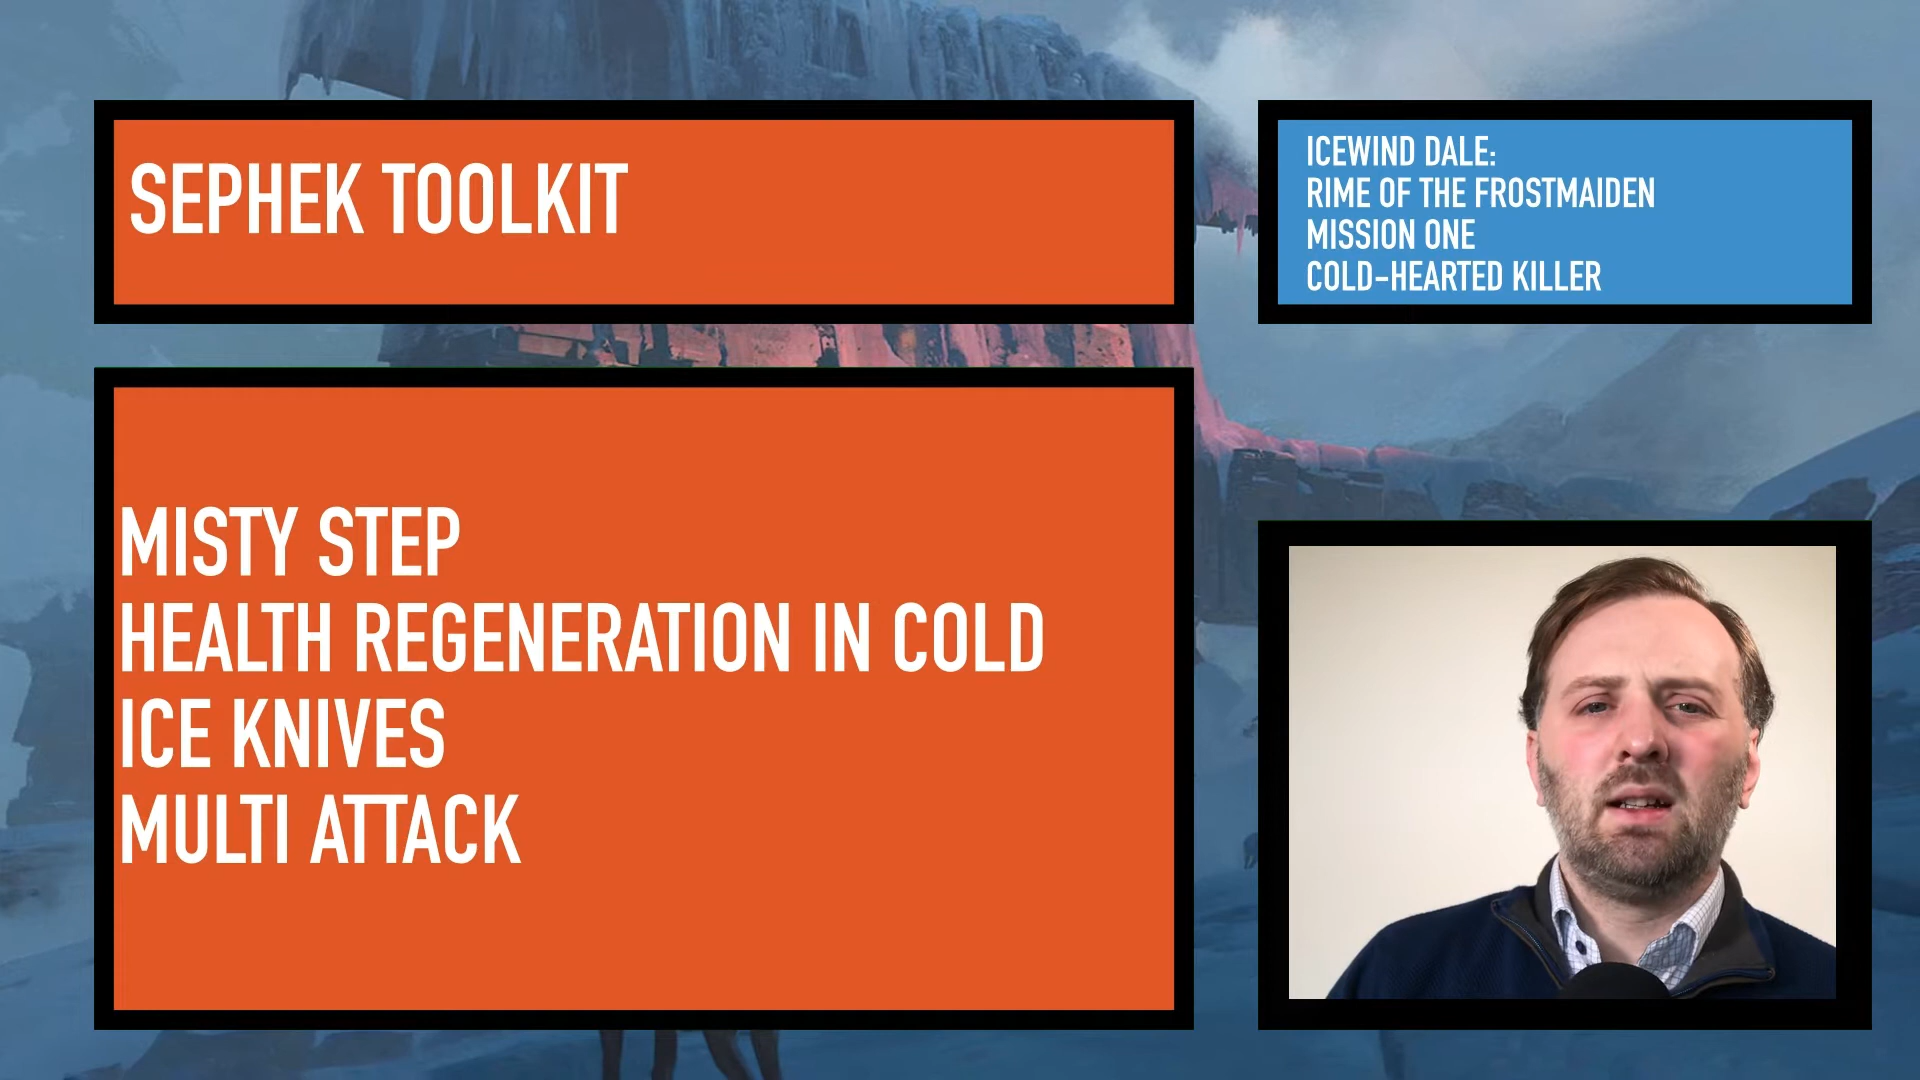 SEPHEK TOOLKIT
ICEWIND DALE:
RIME OF THE FROSTMAIDEN
MISSION ONE
COLD-HEARTED KILLER
MISTY STEP
HEALTH REGENERATION IN COLD
ICE KNIVES
MULTI ATTACK